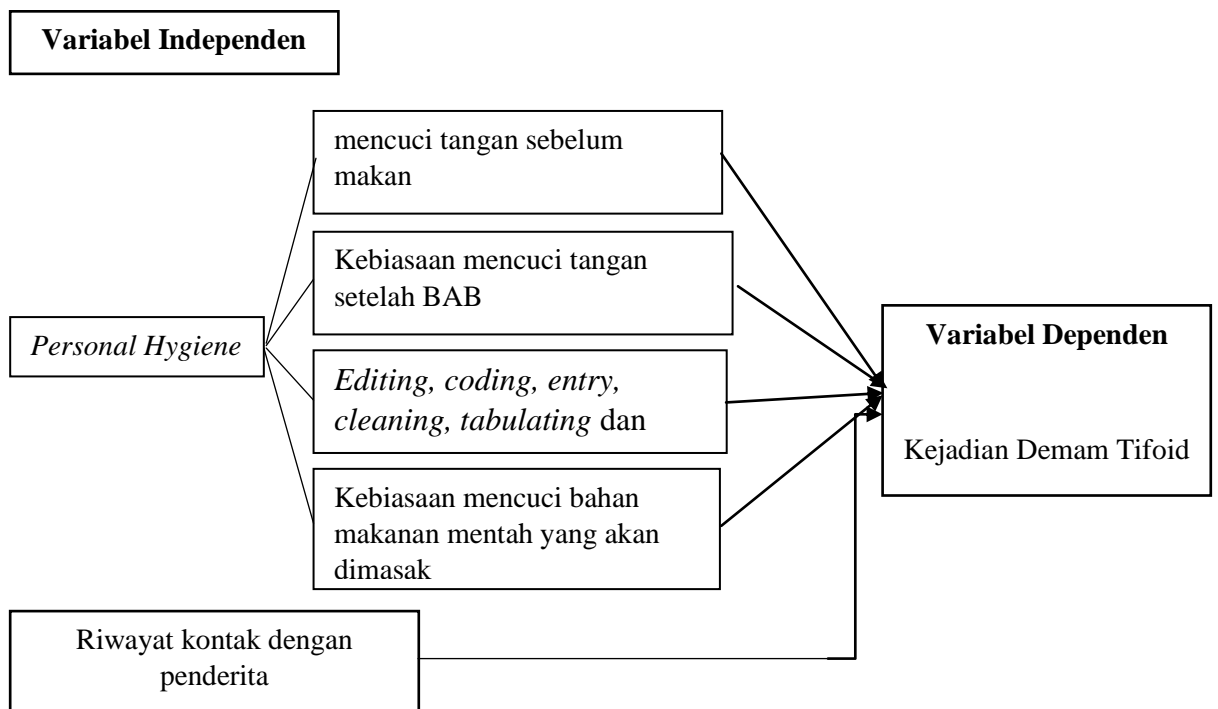 Variabel Independen
mencuci tangan sebelum
makan
Kebiasaan mencuci tangan
setelah BAB
Personal Hygiene
Editing, coding, entry,
cleaning, tabulating dan
Kebiasaan mencuci bahan
makanan mentah yang akan
dimasak
Riwayat kontak dengan
penderita
Variabel Dependen
Kejadian Demam Tifoid